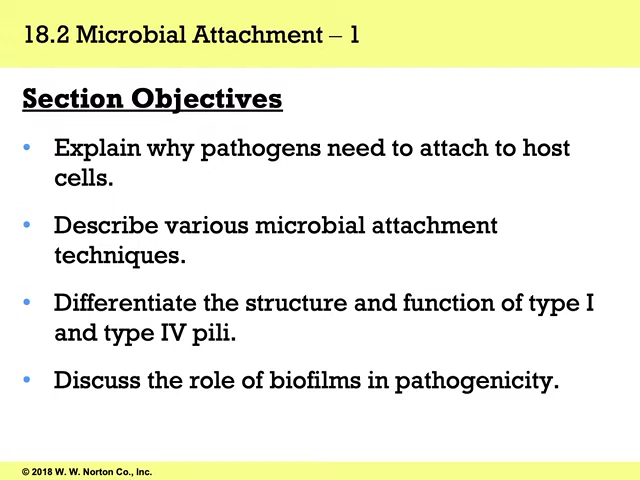 18.2 Microbial Attachment – 1
Section Objectives
• Explain why pathogens need to attach to host
cells.
• Describe various microbial attachment
techniques.
• Differentiate the structure and function of type I
and type IV pili.
• Discuss the role of biofilms in pathogenicity.
© 2018 W. W. Norton Co., Inc.